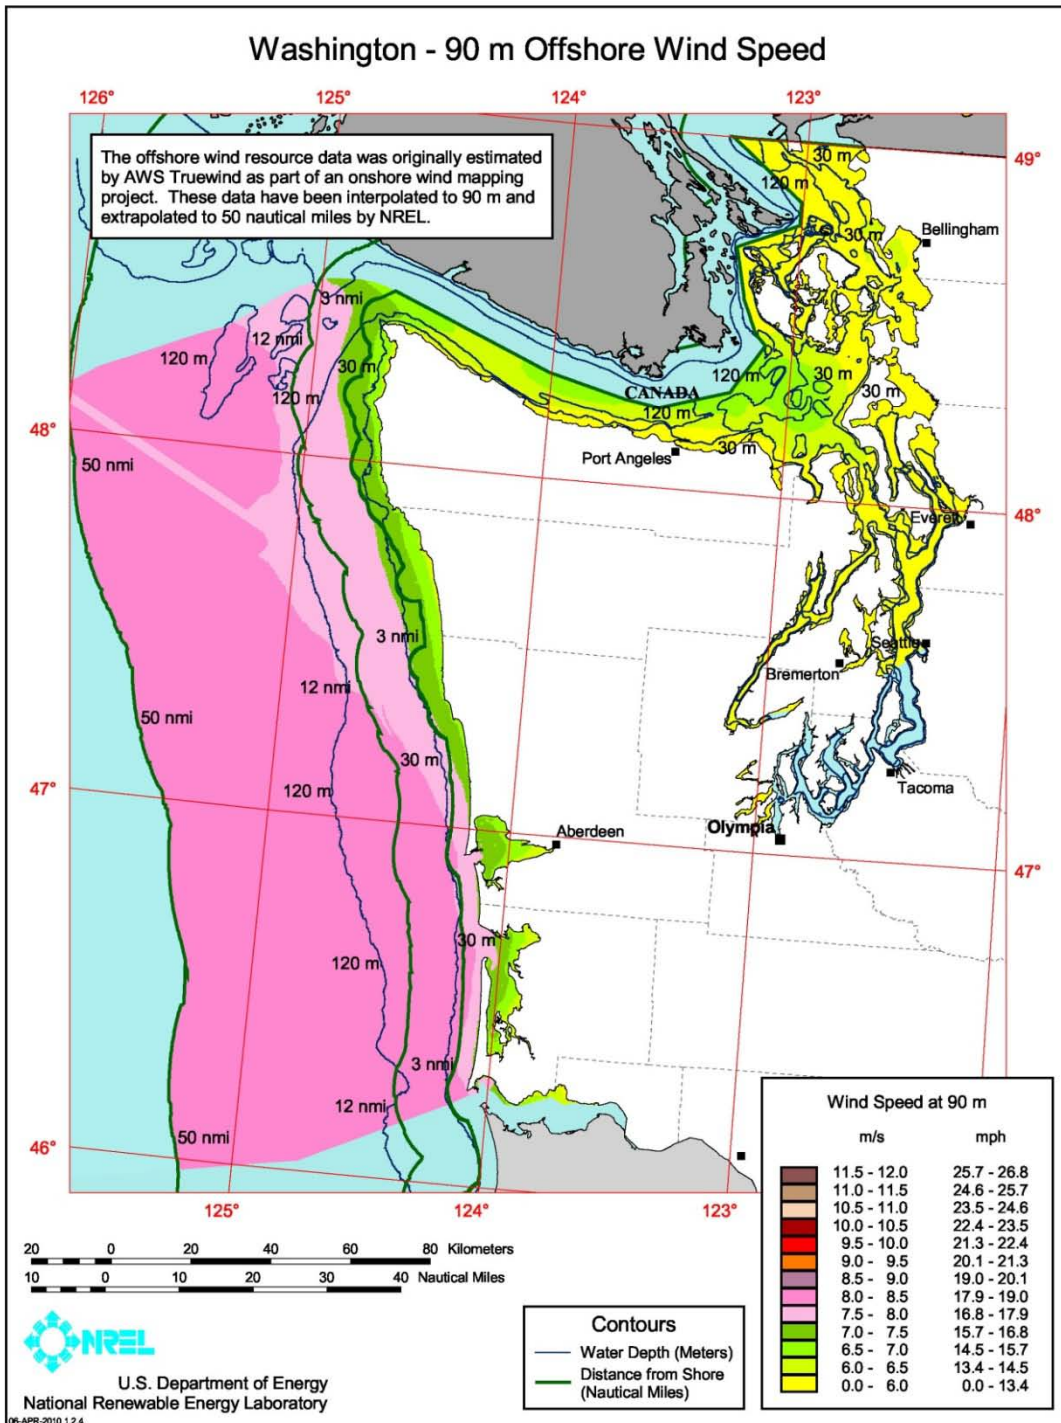 Washington - 90 m Offshore Wind Speed
126°
125°
124°
123°
The offshore wind resource data was originally estimated
by AWS Truewind as part of an onshore wind mapping
project. These data have been interpolated to 90 m and
extrapolated to 50 nautical miles by NREL.
30 m
49°
120 m
30 m
Bellingham
3 nmi
12 nmi
120 m
30 m
120 m
30 m
30 m
120 m
CANADA
120 m
48°
30 m
50 nmi
Port Angeles
48°
Everett
3 nmi
Seattle
Bremerton
12 nmi
50 nmi
30 m
47°
120 m
Tacoma
Olympia
Aberdeen
47°
30 m
120 m
3 nmi
12 nmi
50 nmi
46°
125°
124°
123°
Wind Speed at 90 m
m/s mph
11.5 - 12.0 25.7 - 26.8
11.0 - 11.5 24.6 - 25.7
10.5 - 11.0 23.5 - 24.6
10.0 - 10.5 22.4 - 23.5
9.5 - 10.0 21.3 - 22.4
9.0 - 9.5 20.1 - 21.3
8.5 - 9.0 19.0 - 20.1
8.0 - 8.5 17.9 - 19.0
7.5 - 8.0 16.8 - 17.9
7.0 - 7.5 15.7 - 16.8
6.5 - 7.0 14.5 - 15.7
6.0 - 6.5 13.4 - 14.5
0.0 - 6.0 0.0 - 13.4
20 0 20 40 60 80 Kilometers
10 0 10 20 30 40 Nautical Miles
Contours
Water Depth (Meters)
Distance from Shore
(Nautical Miles)
NREL
U.S. Department of Energy
National Renewable Energy Laboratory
06-APR-2010 1.2.4